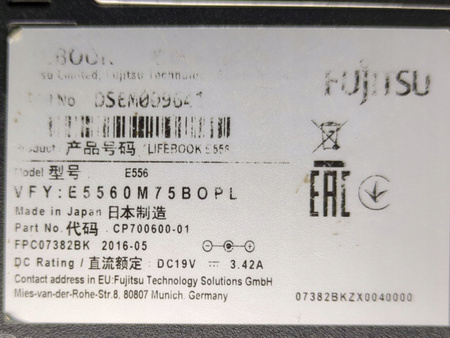 FUJITSU
DSEM009641
产品号码 "LIFEBOOK E556
Model 型号 E556
VFY:E5560M75BOPL
Made in Japan 日本制造
Part No. 代码 CP700600-01
FPC07382BK 2016-05
DC Rating / 直流额定: DC19V ⎓ 3.42A
Contact address in EU:Fujitsu Technology Solutions GmbH
Mies-van-der-Rohe-Str.8, 80807 Munich, Germany
EAC
07382BKZX0040000